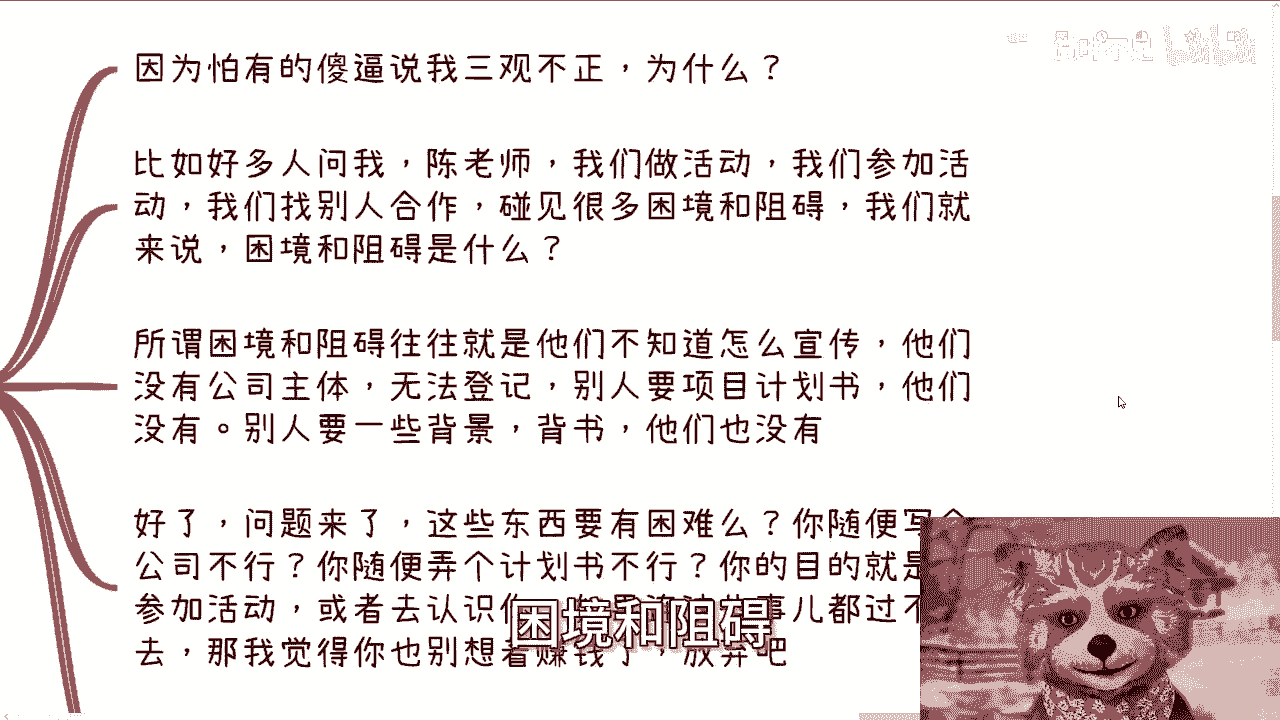 因为怕有的傻逼说我三观不正，为什么？
比如好多人问我，陈老师，我们做活动，我们参加活
动，我们找别人合作，碰见很多困境和阻碍，我们就
来说，困境和阻碍是什么？
所谓困境和阻碍往往就是他们不知道怎么宣传，他们
没有公司主体，无法登记，别人要项目计划书，他们
没有。别人要一些背景，背书，他们也没有
好了，问题来了，这些东西要有困难么？你随便写个
公司不行？你随便弄个计划书不行？你的目的就是
参加活动，或者去认识
事儿都过不
去，那我觉得你也别想着赚钱了，放弃吧
困境和阻碍